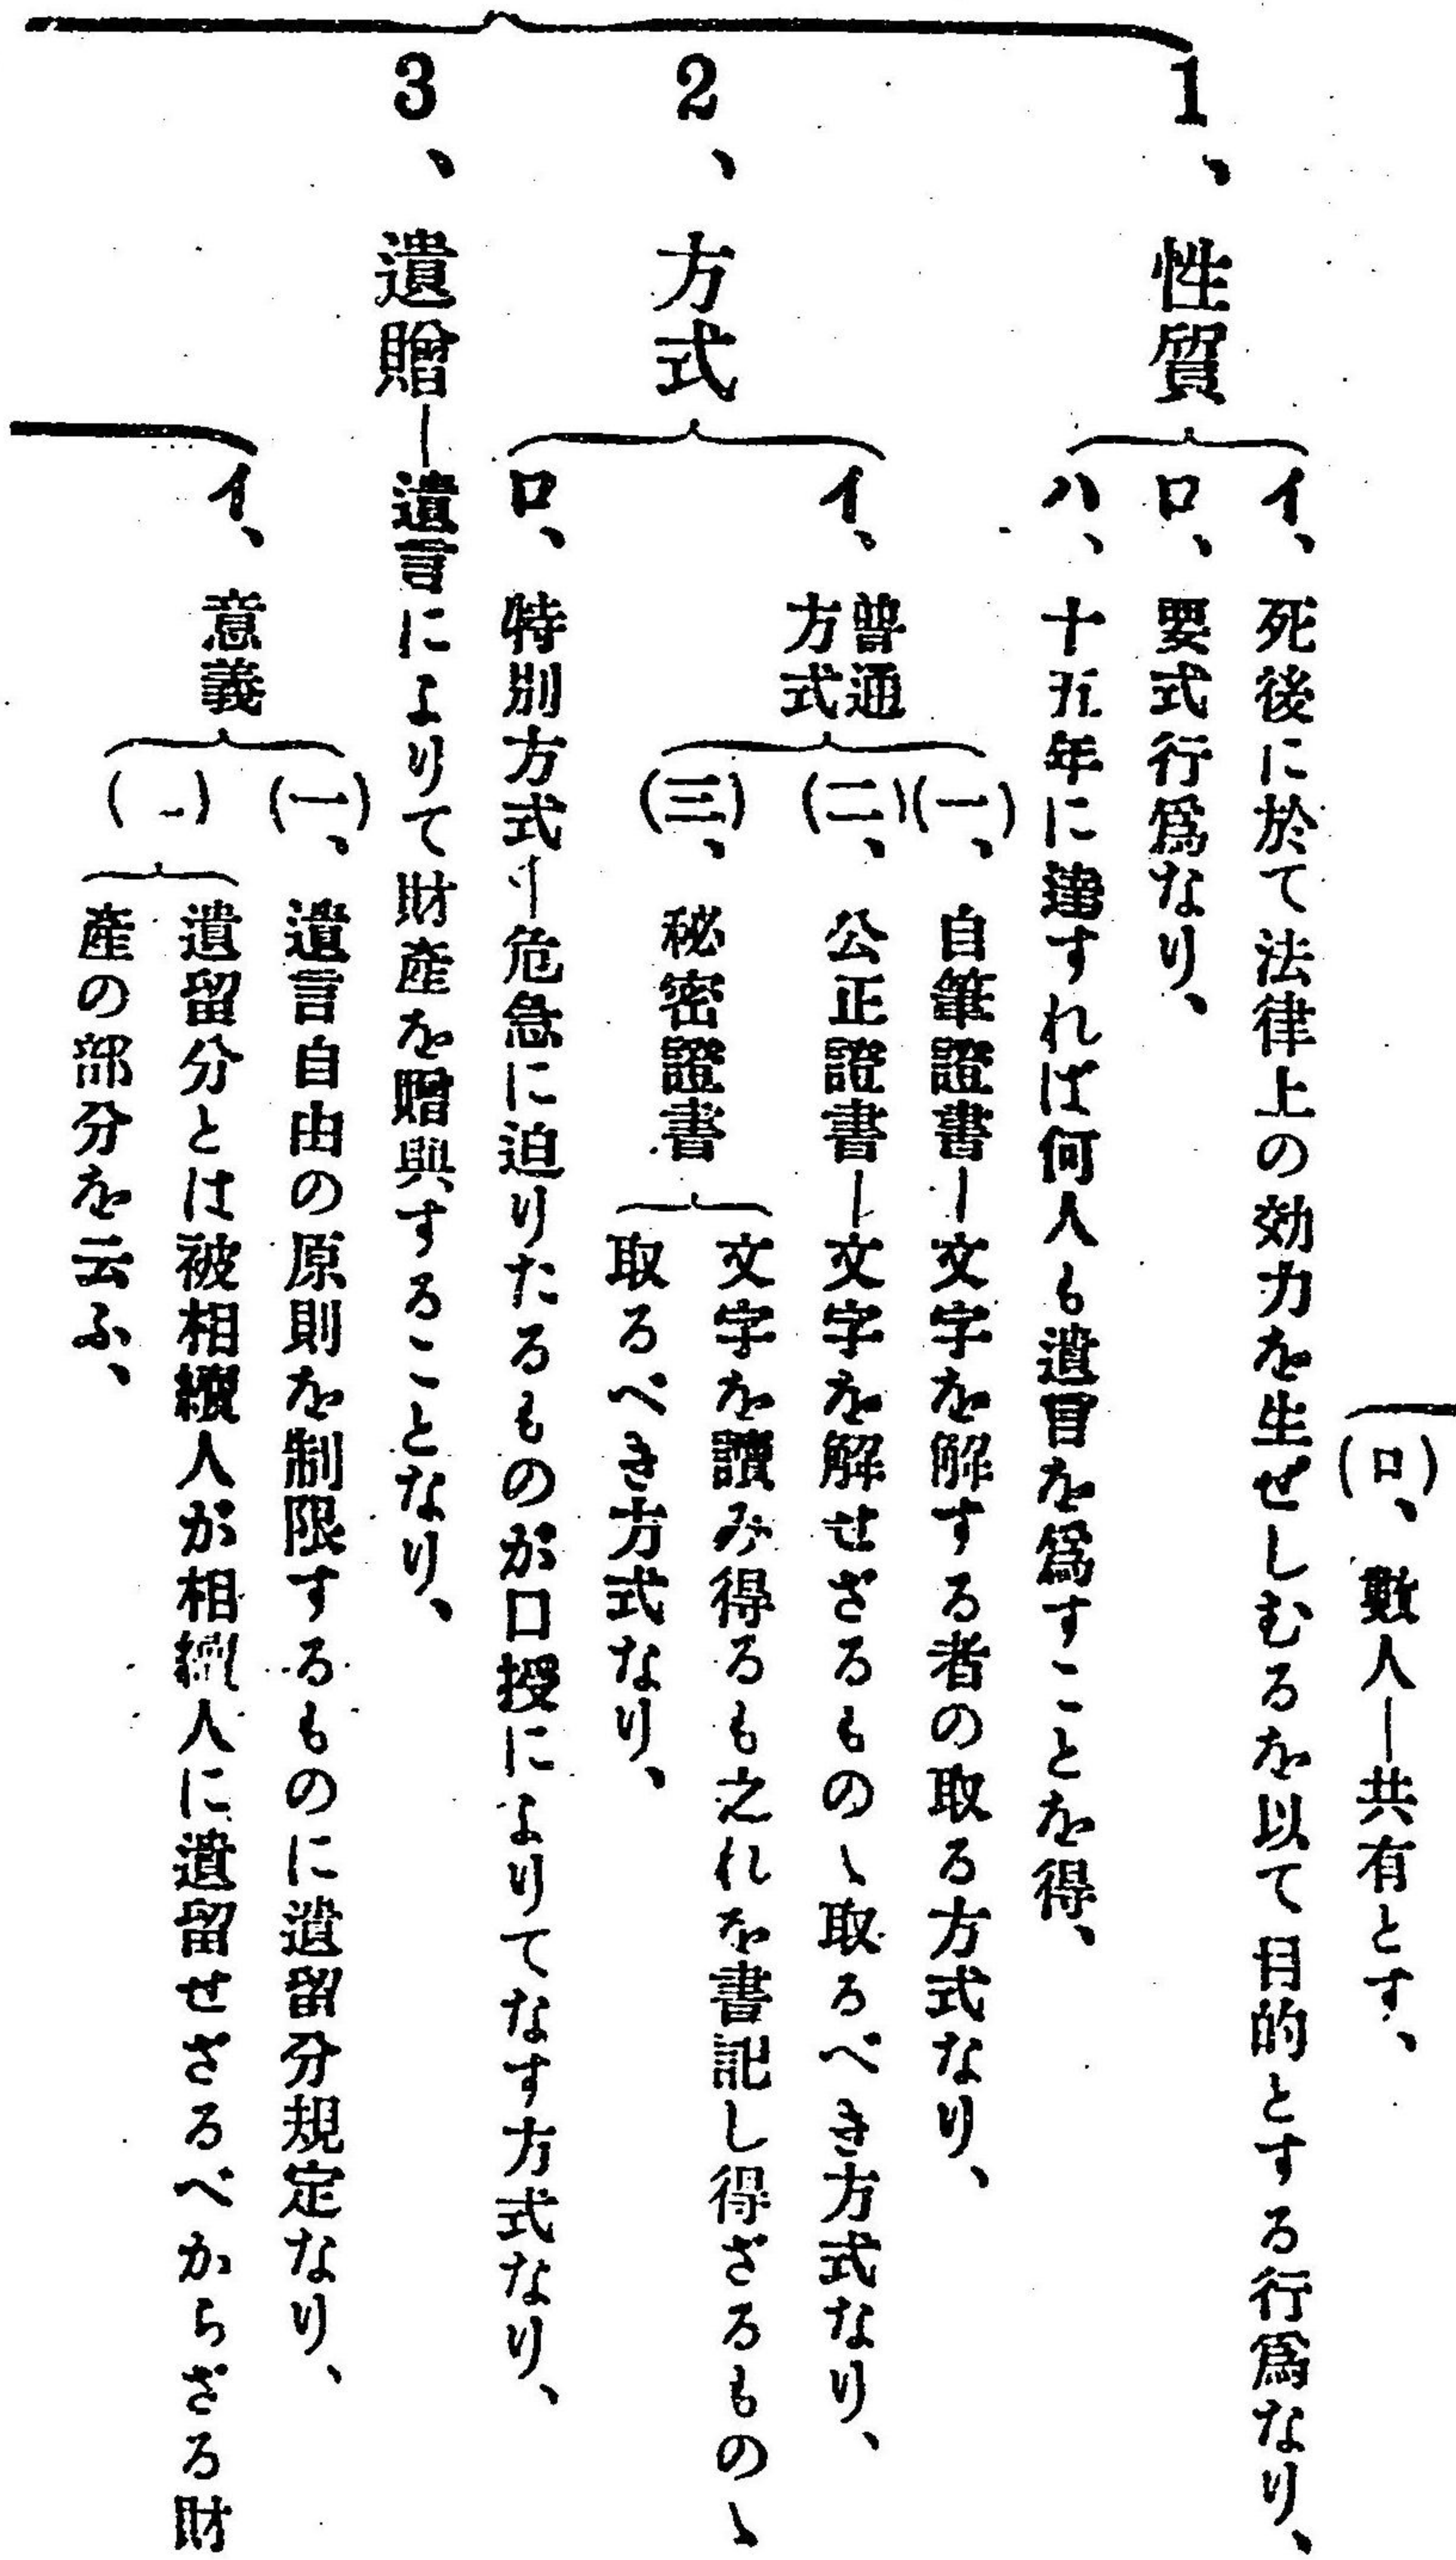 (ロ)、數人―共有とす、
1、性質
イ、死後に於て法律上の効力を生ぜしむるを以て目的とする行爲なり、
ロ、要式行爲なり、
ハ、十五年に達すれば何人も遺言を爲すことを得、
2、方式
イ、普通
方式
(一)、自筆證書―文字を解する者の取る方式なり、
(二)、公正證書―文字を解せざるものゝ取るべき方式なり、
(三)、秘密證書
文字を讀み得るも之れを書記し得ざるものゝ
取るべき方式なり、
ロ、特別方式―危急に迫りたるものが口授によりてなす方式なり、
3、遺贈―遺言によりて財産を贈與することなり、
イ、意義
(一)、遺言自由の原則を制限するものに遺留分規定なり、
遺留分とは被相續人が相續人に遺留せざるべからざる財
産の部分を云ふ、